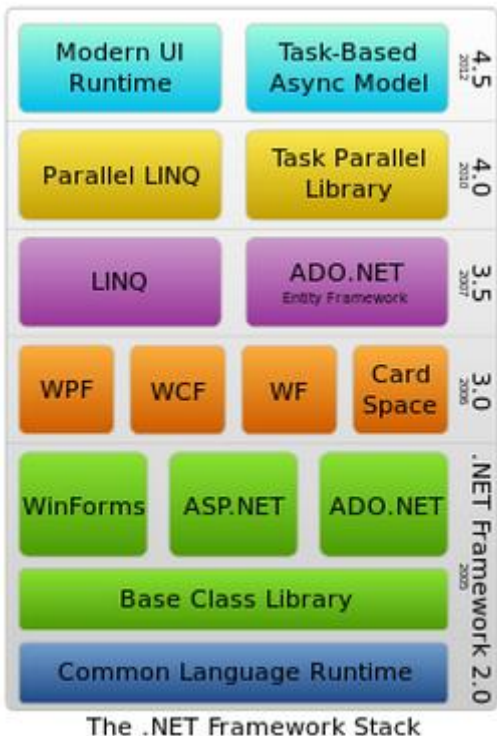 Modern UI
Runtime
Task-Based
Async Model
4.5
2012
Parallel LINQ
Task Parallel
Library
4.0
2010
LINQ
ADO.NET
Entity Framework
3.5
2007
WPF
WCF
WF
Card
Space
3.0
2006
WinForms
ASP.NET
ADO.NET
Base Class Library
Common Language Runtime
.NET Framework 2.0
2005
The .NET Framework Stack